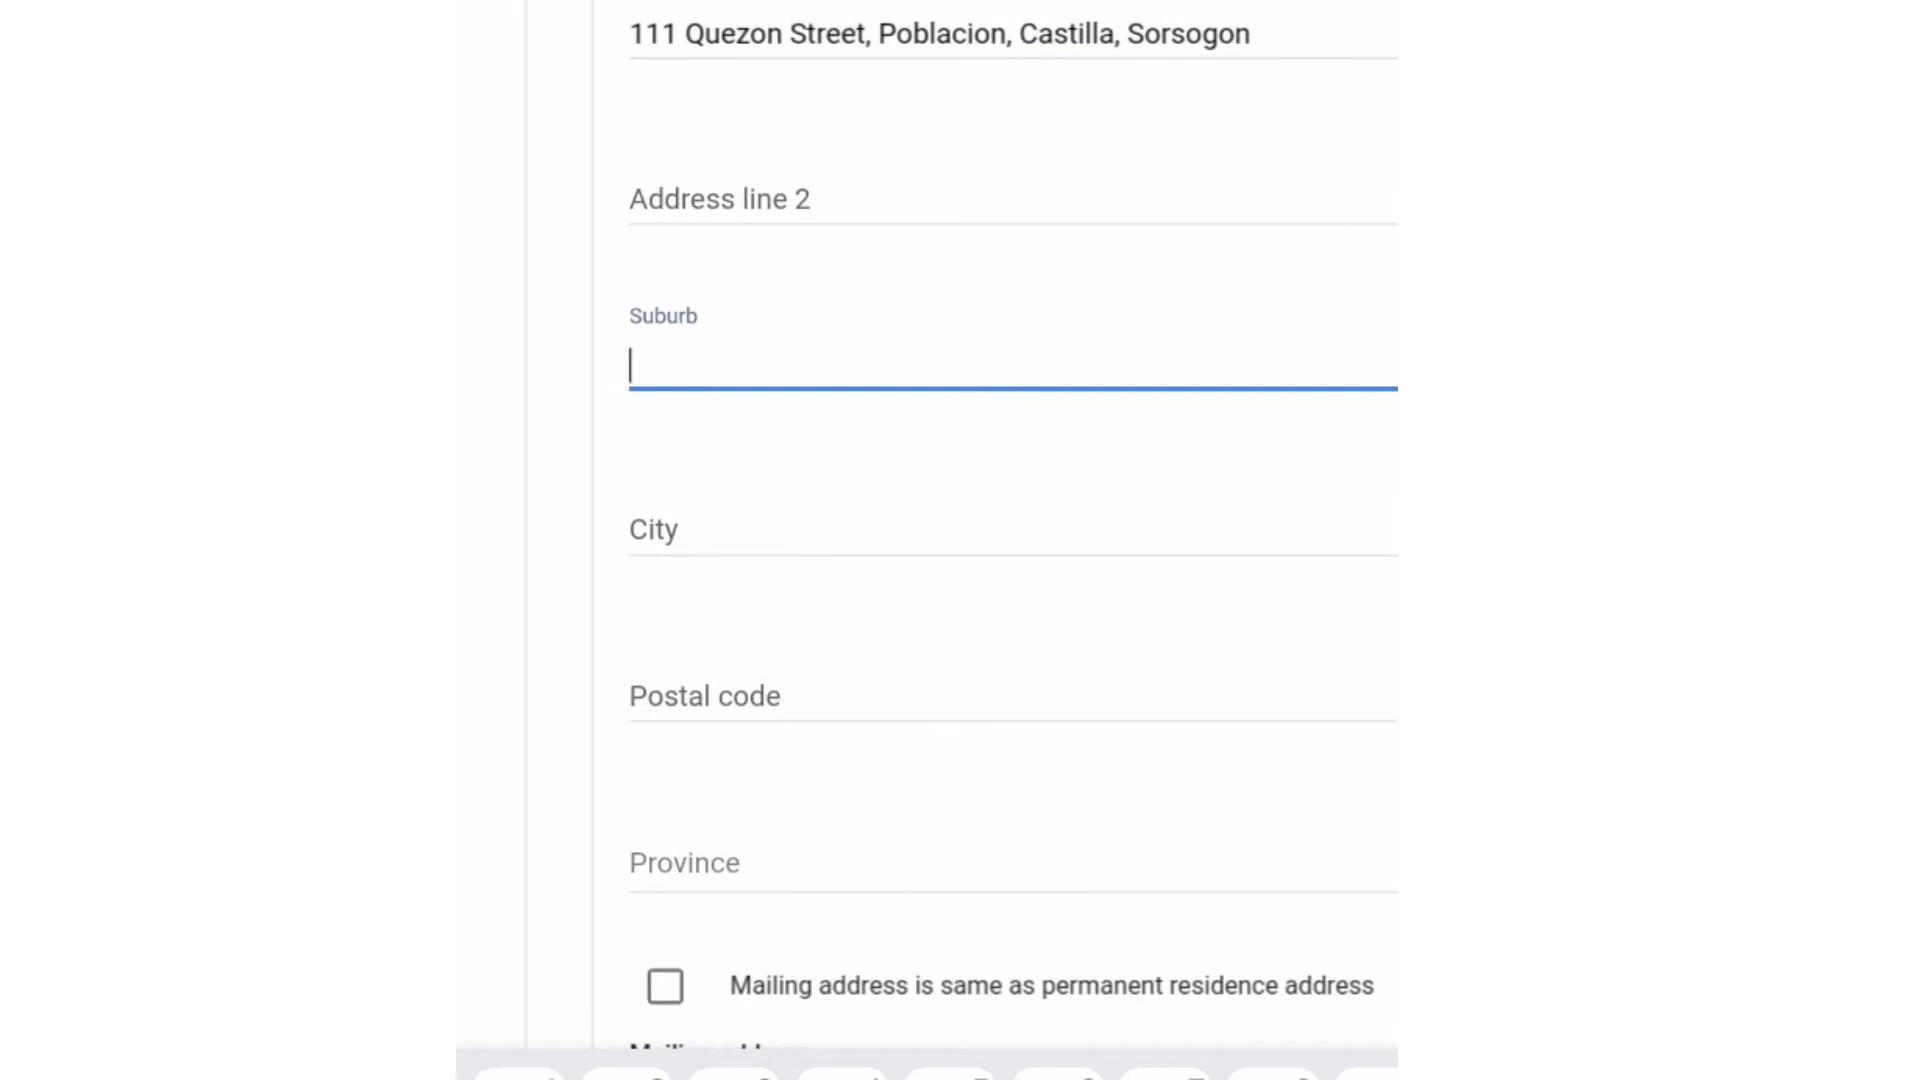 111 Quezon Street, Poblacion, Castilla, Sorsogon
Address line 2
Suburb
City
Postal code
Province
Mailing address is same as permanent residence address